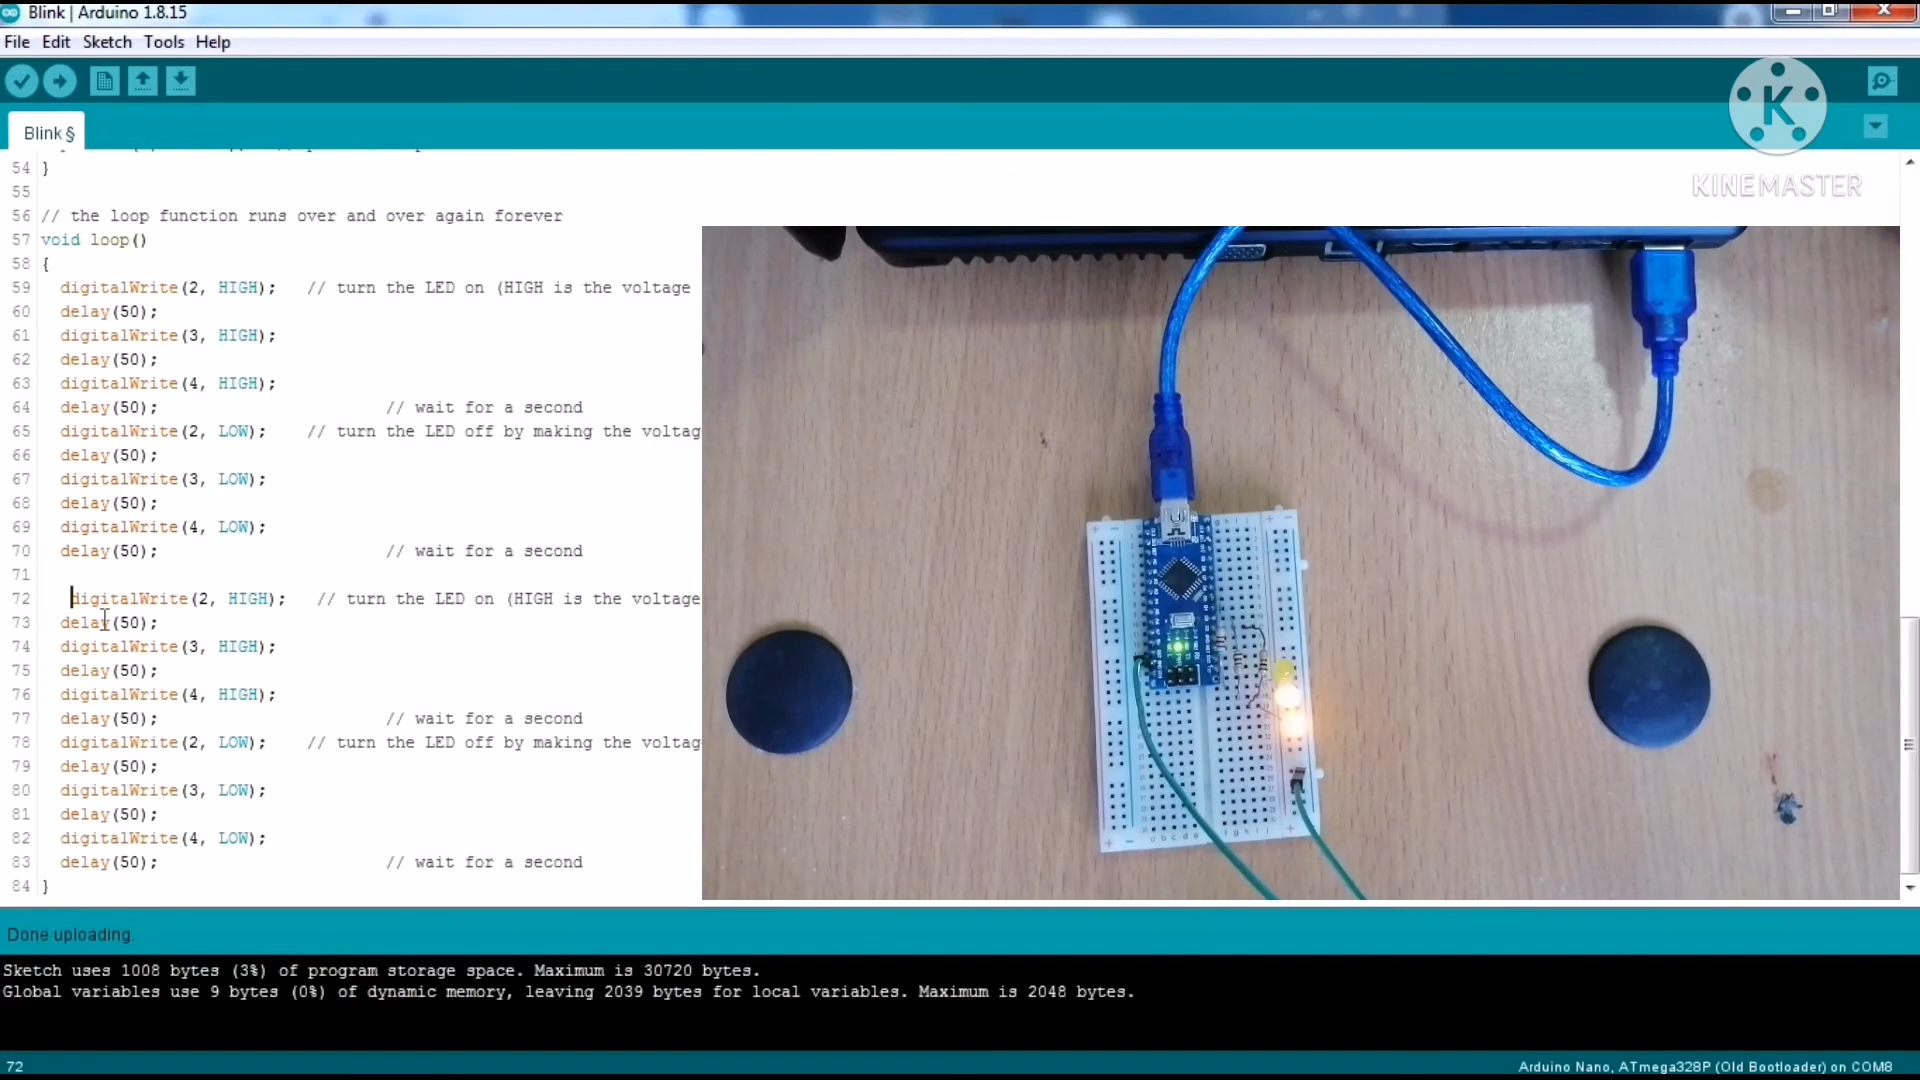 Blink | Arduino 1.8.15
File Edit Sketch Tools Help
K
KINEMASTER
Blink §
54 }
55
56 // the loop function runs over and over again forever
57 void loop()
58 {
59 digitalWrite(2, HIGH); // turn the LED on (HIGH is the voltage
60 delay(50);
61 digitalWrite(3, HIGH);
62 delay(50);
63 digitalWrite(4, HIGH);
64 delay(50); // wait for a second
65 digitalWrite(2, LOW); // turn the LED off by making the voltag
66 delay(50);
67 digitalWrite(3, LOW);
68 delay(50);
69 digitalWrite(4, LOW);
70 delay(50); // wait for a second
71
72 digitalWrite(2, HIGH); // turn the LED on (HIGH is the voltage
73 delay(50);
74 digitalWrite(3, HIGH);
75 delay(50);
76 digitalWrite(4, HIGH);
77 delay(50); // wait for a second
78 digitalWrite(2, LOW); // turn the LED off by making the voltag
79 delay(50);
80 digitalWrite(3, LOW);
81 delay(50);
82 digitalWrite(4, LOW);
83 delay(50); // wait for a second
84 }
Done uploading.
Sketch uses 1008 bytes (3%) of program storage space. Maximum is 30720 bytes.
Global variables use 9 bytes (0%) of dynamic memory, leaving 2039 bytes for local variables. Maximum is 2048 bytes.
72
Arduino Nano, ATmega328P (Old Bootloader) on COM8